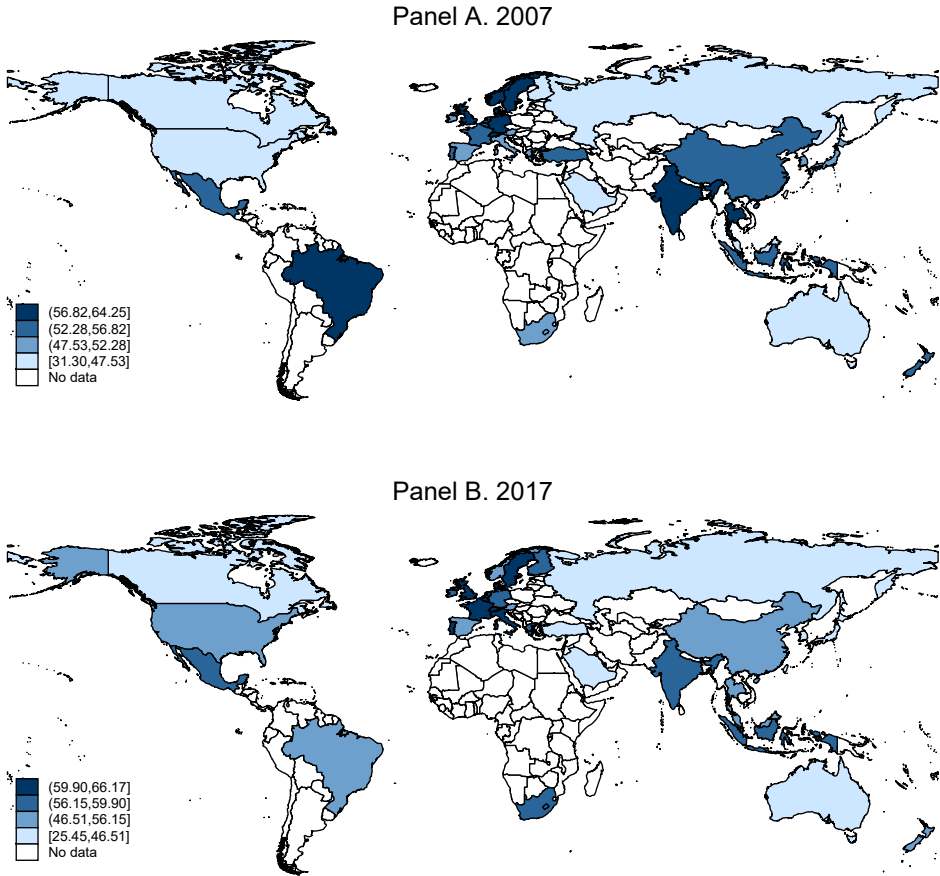 Panel A. 2007
(56.82,64.25]
(52.28,56.82]
(47.53,52.28]
[31.30,47.53]
No data
Panel B. 2017
(59.90,66.17]
(56.15,59.90]
(46.51,56.15]
[25.45,46.51]
No data